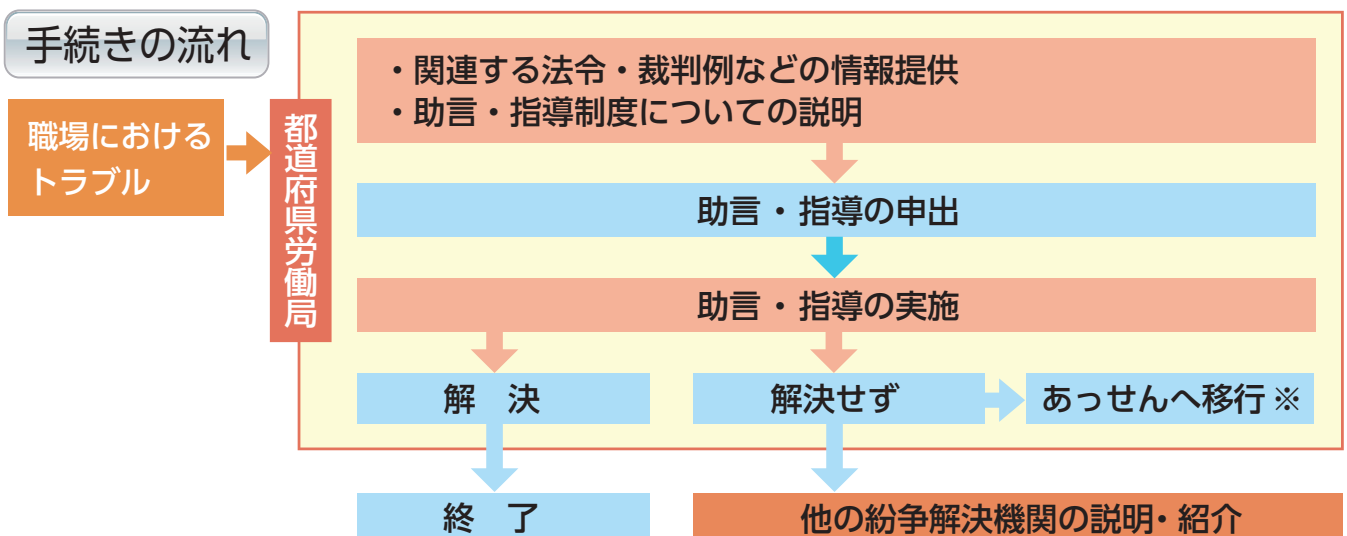 手続きの流れ
職場における
トラブル
都道府県労働局
・関連する法令・裁判例などの情報提供
・助言・指導制度についての説明
助言・指導の申出
助言・指導の実施
解　決
解決せず
あっせんへ移行※
終　了
他の紛争解決機関の説明・紹介